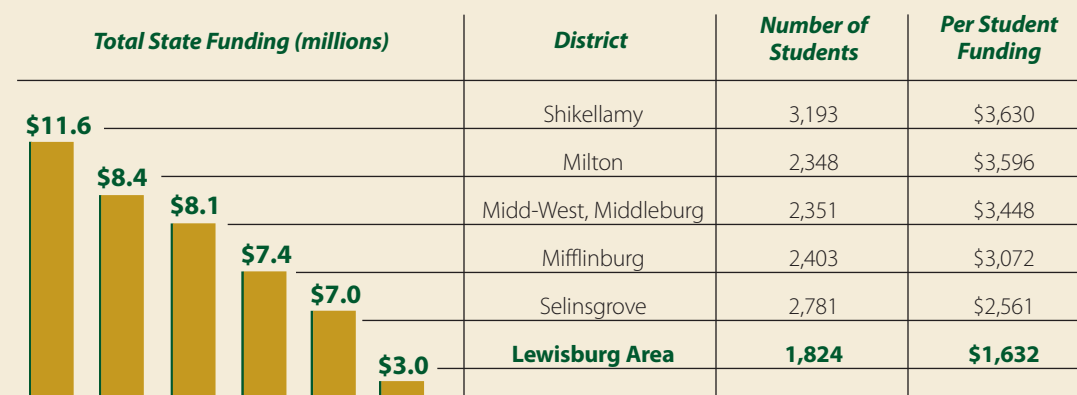 Total State Funding (millions)
District
Number of
Students
Per Student
Funding
$11.6
Shikellamy
3,193
$3,630
$8.4
Milton
2,348
$3,596
$8.1
Midd-West, Middleburg
2,351
$3,448
$7.4
Mifflinburg
2,403
$3,072
$7.0
Selinsgrove
2,781
$2,561
$3.0
Lewisburg Area
1,824
$1,632